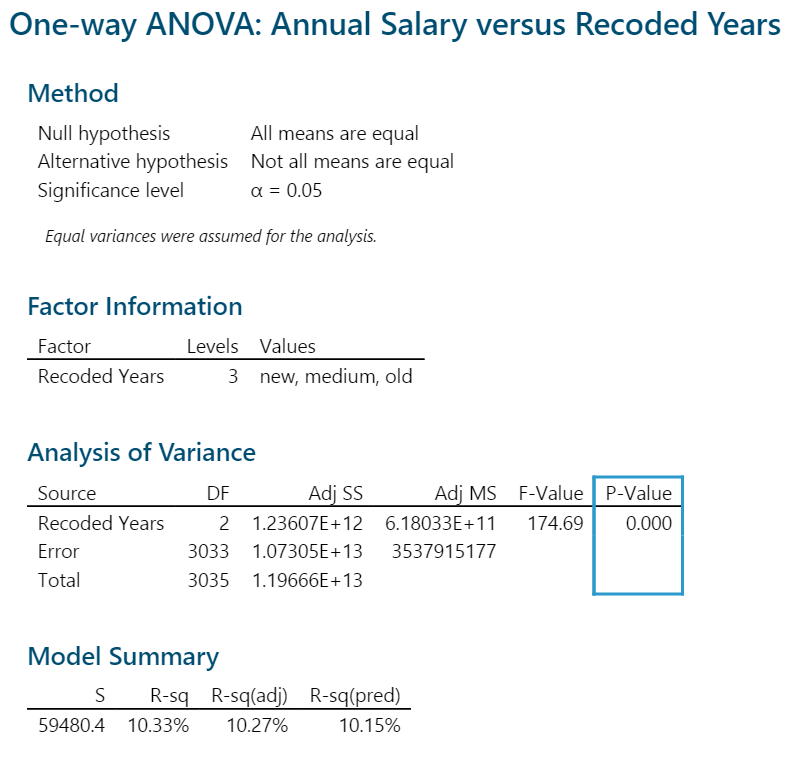 One-way ANOVA: Annual Salary versus Recoded Years
Method
Null hypothesis All means are equal
Alternative hypothesis Not all means are equal
Significance level α = 0.05
Equal variances were assumed for the analysis.
Factor Information
Factor Levels Values
Recoded Years 3 new, medium, old
Analysis of Variance
Source DF Adj SS Adj MS F-Value P-Value
Recoded Years 2 1.23607E+12 6.18033E+11 174.69 0.000
Error 3033 1.07305E+13 3537915177
Total 3035 1.19666E+13
Model Summary
S R-sq R-sq(adj) R-sq(pred)
59480.4 10.33% 10.27% 10.15%